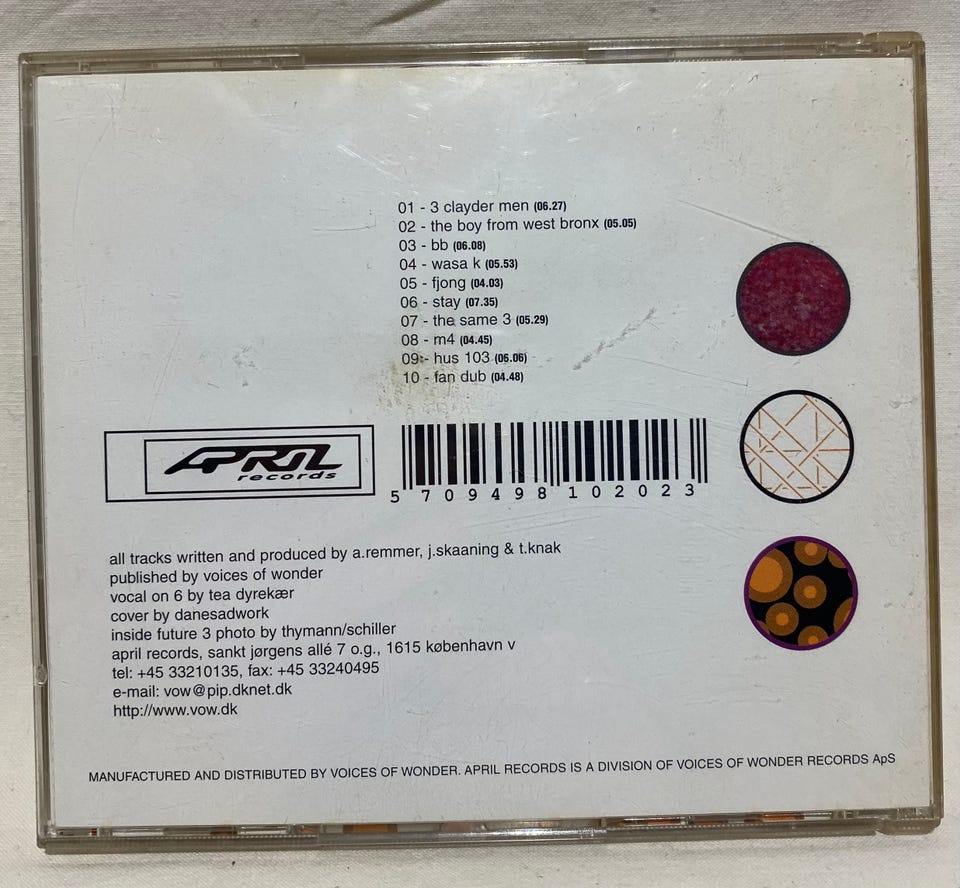 01 - 3 clayder men (06.27)
02 - the boy from west bronx (05.05)
03 - bb (06.08)
04 - wasa k (05.53)
05 - fjong (04.03)
06 - stay (07.35)
07 - the same 3 (05.29)
08 - m4 (04.45)
09 - hus 103 (06.06)
10 - fan dub (04.48)
APRIL
records
5 709498 102023
all tracks written and produced by a.remmer, j.skaaning & t.knak
published by voices of wonder
vocal on 6 by tea dyrekær
cover by danesadwork
inside future 3 photo by thymann/schiller
april records, sankt jørgens allé 7 o.g., 1615 københavn v
tel: +45 33210135, fax: +45 33240495
e-mail: vow@pip.dknet.dk
http://www.vow.dk
MANUFACTURED AND DISTRIBUTED BY VOICES OF WONDER. APRIL RECORDS IS A DIVISION OF VOICES OF WONDER RECORDS ApS